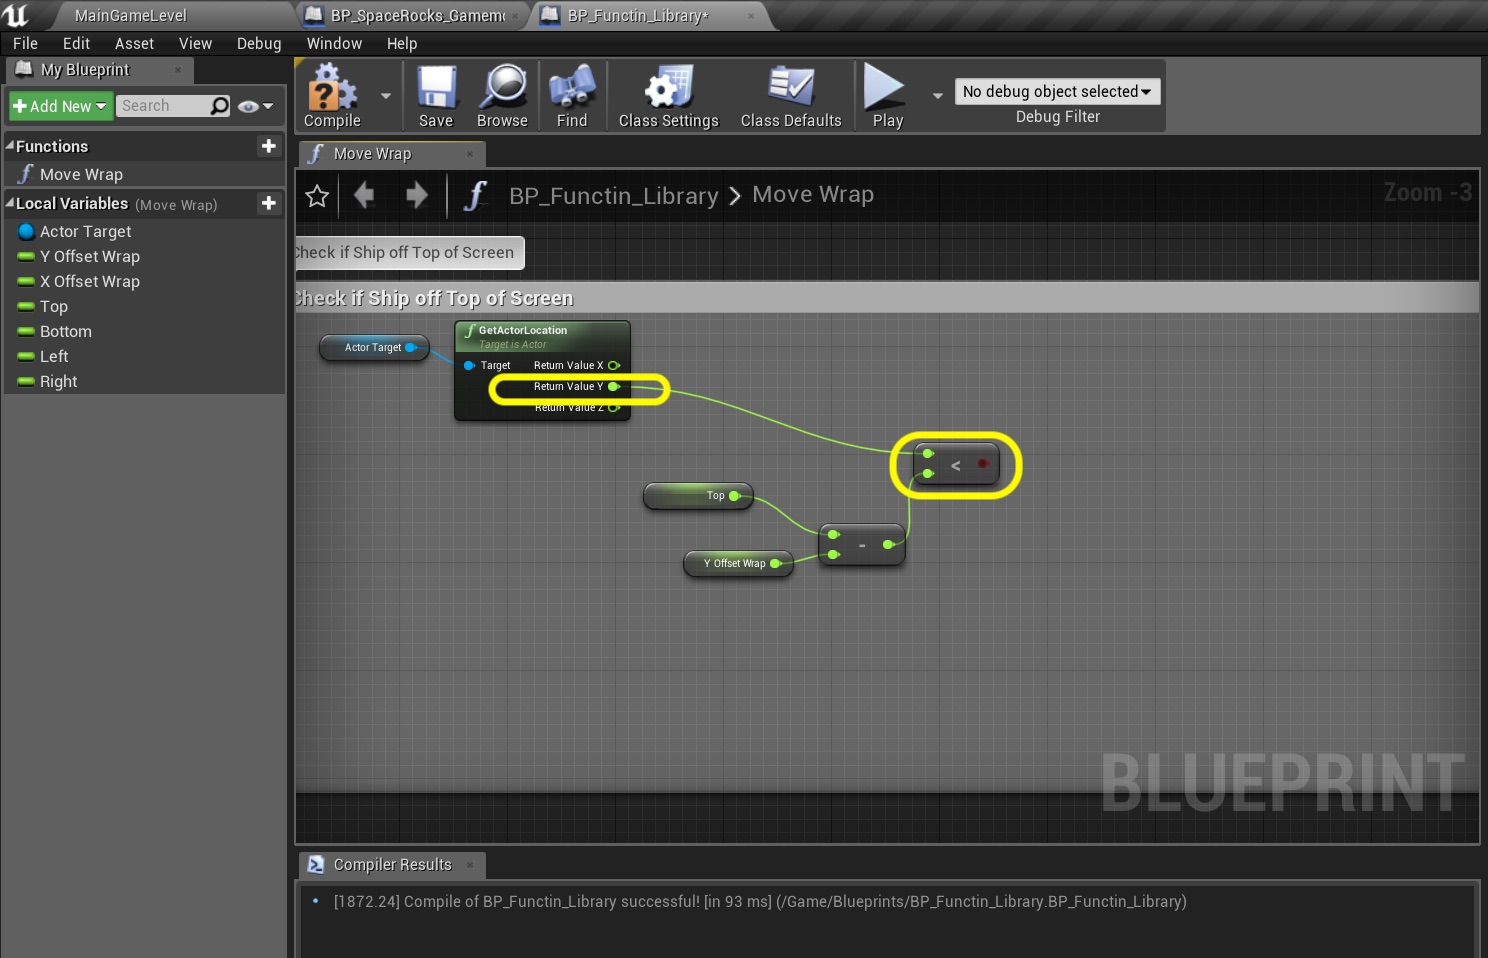 MainGameLevel
BP_SpaceRocks_Gamem
BP_Functin_Library*
File Edit Asset View Debug Window Help
My Blueprint
Add New
Search
Functions
Move Wrap
Local Variables (Move Wrap)
Actor Target
Y Offset Wrap
X Offset Wrap
Top
Bottom
Left
Right
Compile
Save
Browse
Find
Class Settings
Class Defaults
Play
No debug object selected
Debug Filter
Move Wrap
BP_Functin_Library > Move Wrap
Zoom -3
Check if Ship off Top of Screen
Check if Ship off Top of Screen
Actor Target
f GetActorLocation
Target is Actor
Target Return Value X
Return Value Y
Return Value Z
<
Top
-
Y Offset Wrap
BLUEPRINT
Compiler Results
[1872.24] Compile of BP_Functin_Library successful! [in 93 ms] (/Game/Blueprints/BP_Functin_Library.BP_Functin_Library)